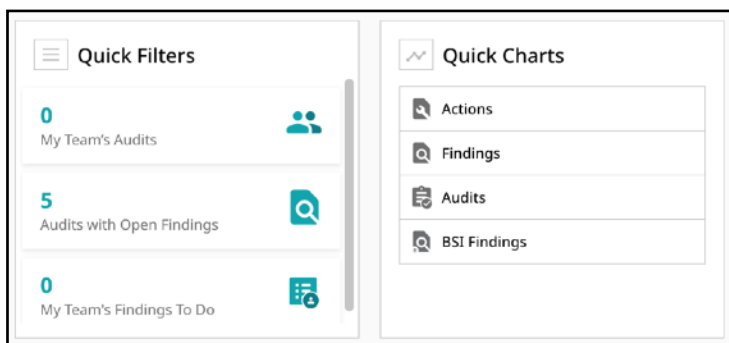 Quick Filters
0
My Team's Audits
5
Audits with Open Findings
0
My Team's Findings To Do
Quick Charts
Actions
Findings
Audits
BSI Findings